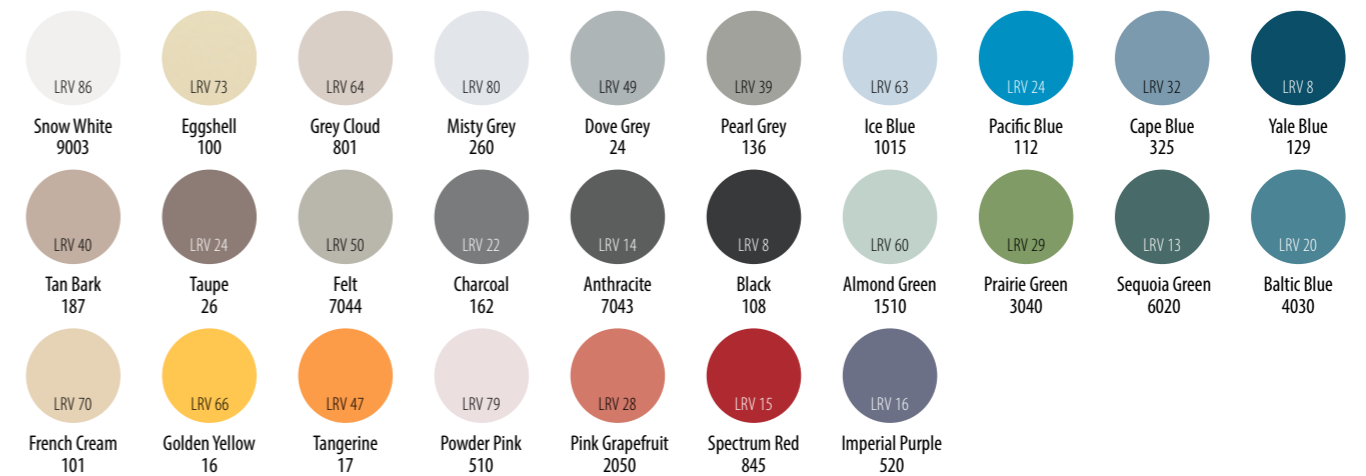 LRV 86
LRV 73
LRV 64
LRV 80
LRV 49
LRV 39
LRV 63
LRV 24
LRV 32
LRV 8
Snow White
9003
Eggshell
100
Grey Cloud
801
Misty Grey
260
Dove Grey
24
Pearl Grey
136
Ice Blue
1015
Pacific Blue
112
Cape Blue
325
Yale Blue
129
LRV 40
LRV 24
LRV 50
LRV 22
LRV 14
LRV 8
LRV 60
LRV 29
LRV 13
LRV 20
Tan Bark
187
Taupe
26
Felt
7044
Charcoal
162
Anthracite
7043
Black
108
Almond Green
1510
Prairie Green
3040
Sequoia Green
6020
Baltic Blue
4030
LRV 70
LRV 66
LRV 47
LRV 79
LRV 28
LRV 15
LRV 16
French Cream
101
Golden Yellow
16
Tangerine
17
Powder Pink
510
Pink Grapefruit
2050
Spectrum Red
845
Imperial Purple
520